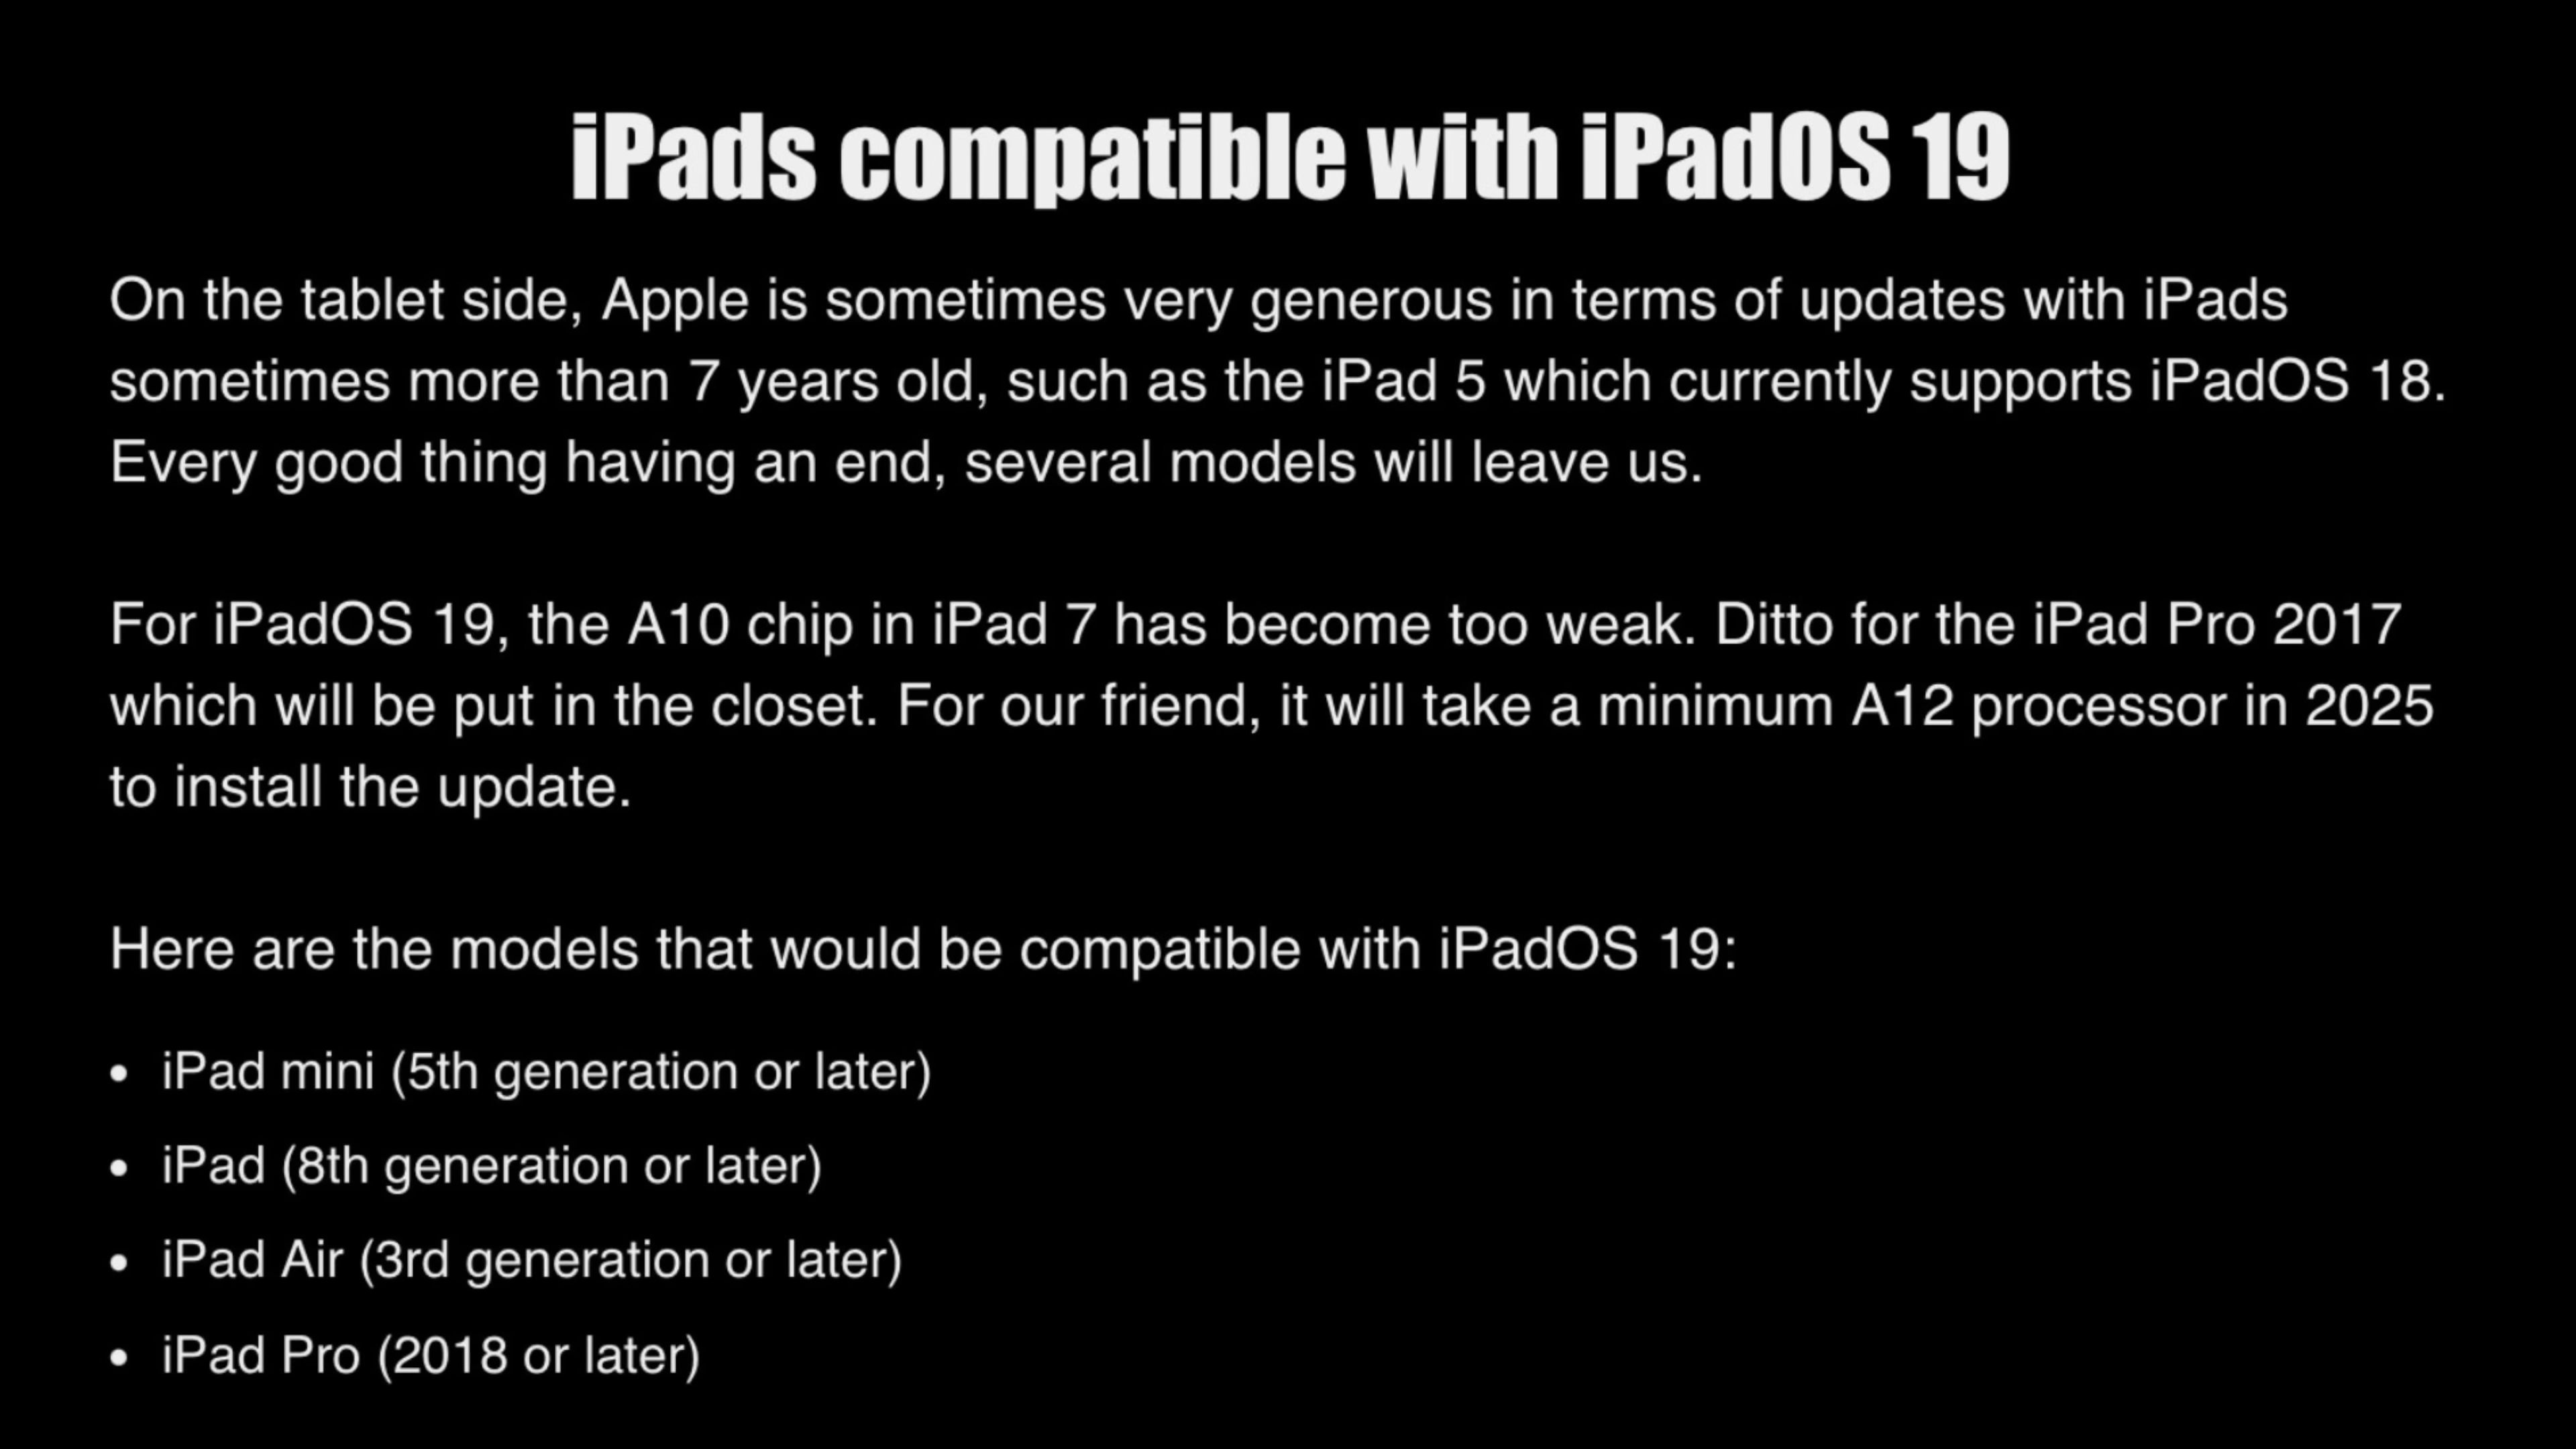 iPads compatible with iPadOS 19
On the tablet side, Apple is sometimes very generous in terms of updates with iPads
sometimes more than 7 years old, such as the iPad 5 which currently supports iPadOS 18.
Every good thing having an end, several models will leave us.
For iPadOS 19, the A10 chip in iPad 7 has become too weak. Ditto for the iPad Pro 2017
which will be put in the closet. For our friend, it will take a minimum A12 processor in 2025
to install the update.
Here are the models that would be compatible with iPadOS 19:
• iPad mini (5th generation or later)
• iPad (8th generation or later)
• iPad Air (3rd generation or later)
• iPad Pro (2018 or later)